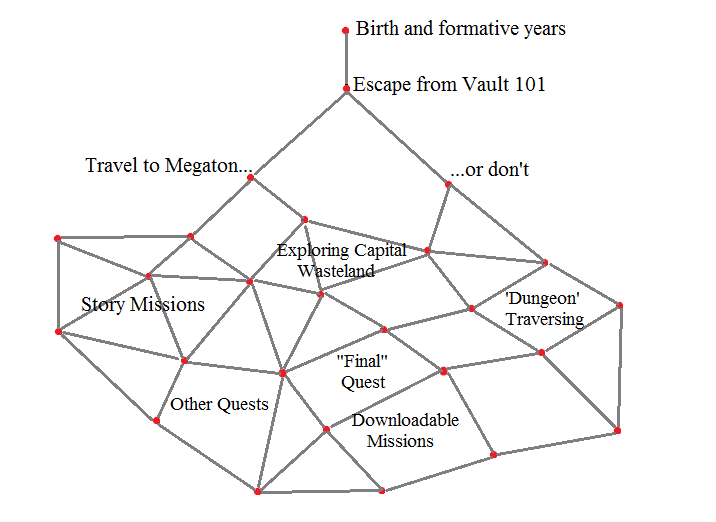 Birth and formative years
Escape from Vault 101
Travel to Megaton...
...or don't
Exploring Capital
Wasteland
Story Missions
'Dungeon'
Traversing
"Final"
Quest
Other Quests
Downloadable
Missions